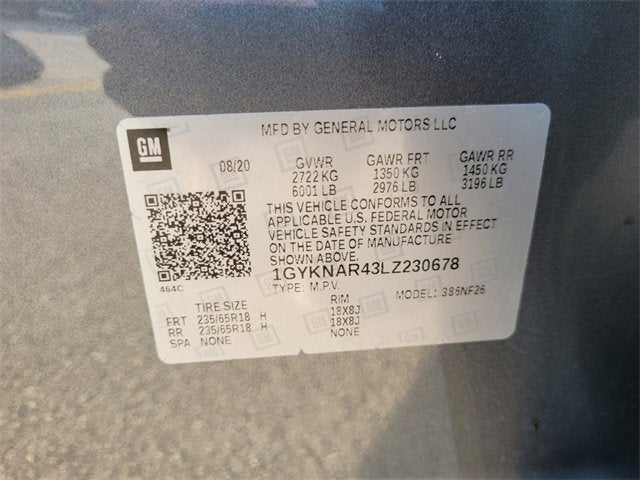 GM
MFD BY GENERAL MOTORS LLC
08/20 GVWR GAWR FRT GAWR RR
2722 KG 1350 KG 1450 KG
6001 LB 2976 LB 3196 LB
THIS VEHICLE CONFORMS TO ALL
APPLICABLE U.S. FEDERAL MOTOR
VEHICLE SAFETY STANDARDS IN EFFECT
ON THE DATE OF MANUFACTURE
SHOWN ABOVE.
464C
1GYKNAR43LZ230678
TYPE: M.P.V. MODEL: 386NF26
TIRE SIZE RIM
FRT 235/65R18 H 18X8J
RR 235/65R18 H 18X8J
SPA NONE NONE